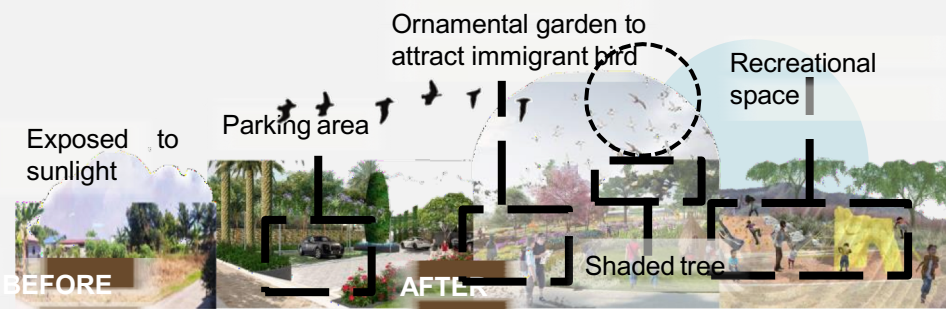 Ornamental garden to
attract immigrant bird
Recreational
space
Parking area
Exposed to
sunlight
Shaded tree
BEFORE
AFTER